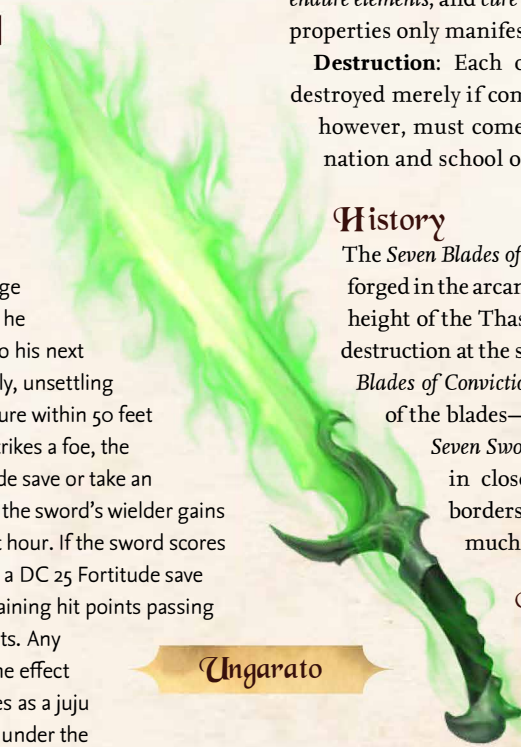 ge
he
o his next
ly, unsettling
ure within 50 feet
rikes a foe, the
de save or take an
the sword's wielder gains
t hour. If the sword scores
a DC 25 Fortitude save
aining hit points passing
ts. Any
ne effect
es as a juju
under the
Ungarato
endure elements, and cure
properties only manifes
Destruction: Each o
destroyed merely if com
however, must come
nation and school o
History
The Seven Blades of
forged in the arcan
height of the Thas
destruction at the s
Blades of Convictio
of the blades—
Seven Swo
in close
borders
much